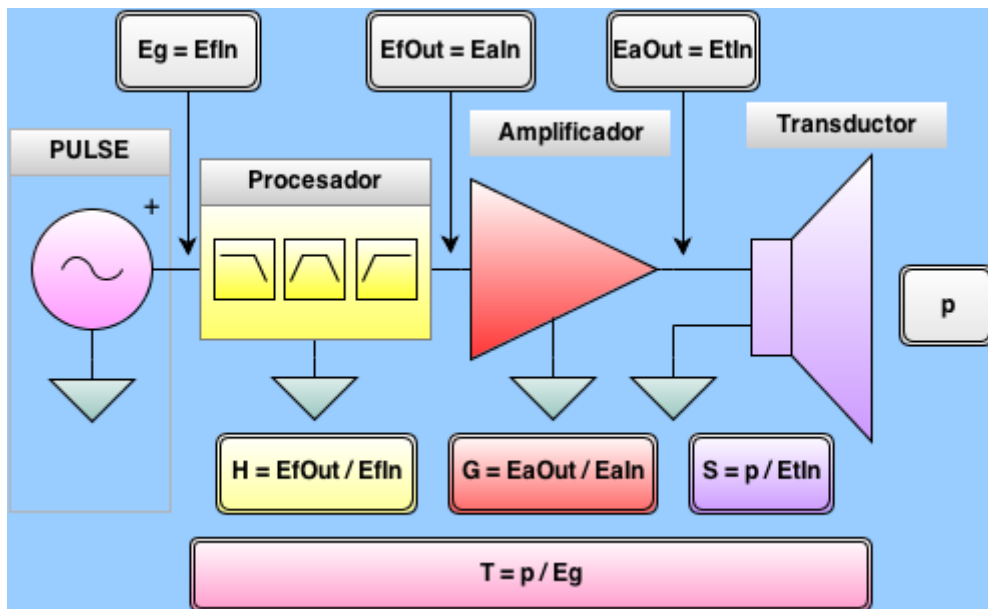 Eg = EfIn
EfOut = EaIn
EaOut = EtIn
PULSE
Procesador
Amplificador
Transductor
+
p
H = EfOut / EfIn
G = EaOut / EaIn
S = p / EtIn
T = p / Eg